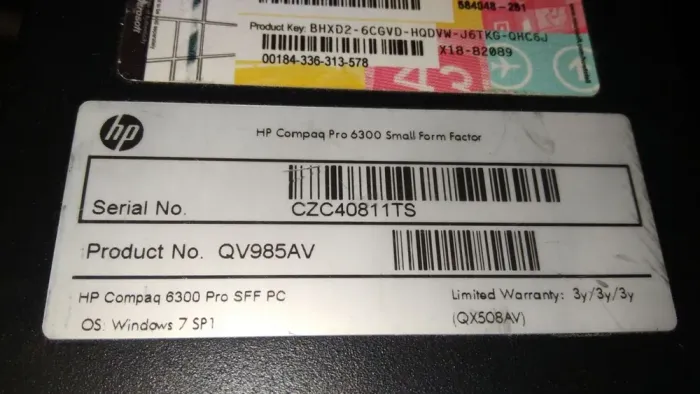 584048-281
Product Key: BHXD2-6CGVD-HQDVW-J6TKG-QHC6J
X18-82089
00184-336-313-578
hp
HP Compaq Pro 6300 Small Form Factor
Serial No. CZC40811TS
Product No. QV985AV
HP Compaq 6300 Pro SFF PC Limited Warranty: 3y/3y/3y
OS: Windows 7 SP1 (QX508AV)